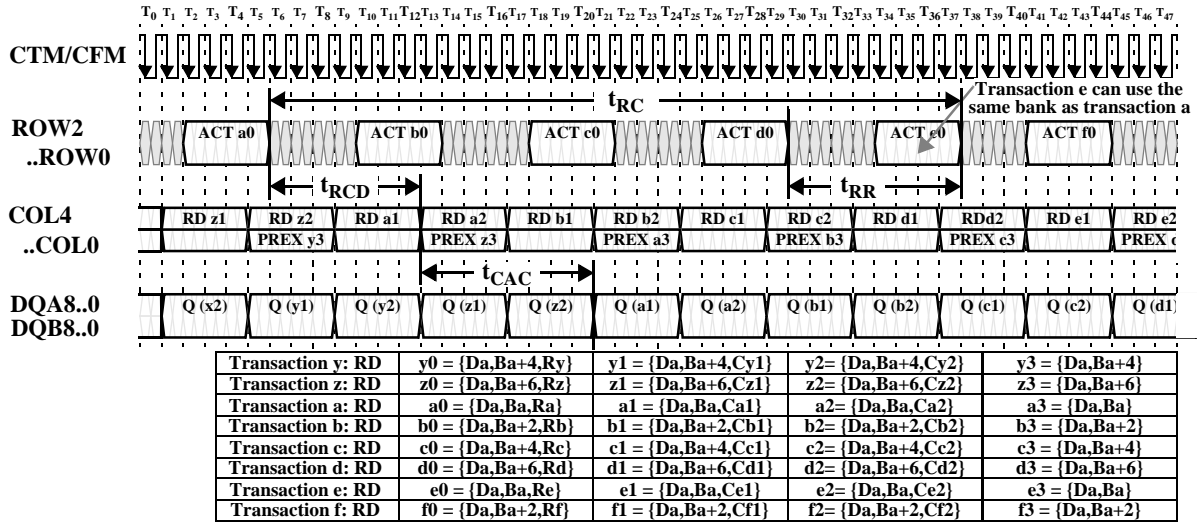 T0 T1 T2 T3 T4 T5 T6 T7 T8 T9 T10 T11 T12 T13 T14 T15 T16 T17 T18 T19 T20 T21 T22 T23 T24 T25 T26 T27 T28 T29 T30 T31 T32 T33 T34 T35 T36 T37 T38 T39 T40 T41 T42 T43 T44 T45 T46 T47
CTM/CFM
Transaction e can use the
same bank as transaction a
tRC
ROW2
..ROW0
ACT a0 ACT b0 ACT c0 ACT d0 ACT e0 ACT f0
tRCD tRR
COL4
..COL0
RD z1 RD z2 RD a1 RD a2 RD b1 RD b2 RD c1 RD c2 RD d1 RDd2 RD e1 RD e2
PREX y3 PREX z3 PREX a3 PREX b3 PREX c3 PREX d
tCAC
DQA8..0
DQB8..0
Q (x2) Q (y1) Q (y2) Q (z1) Q (z2) Q (a1) Q (a2) Q (b1) Q (b2) Q (c1) Q (c2) Q (d1)
Transaction y: RD y0 = {Da,Ba+4,Ry} y1 = {Da,Ba+4,Cy1} y2= {Da,Ba+4,Cy2} y3 = {Da,Ba+4}
Transaction z: RD z0 = {Da,Ba+6,Rz} z1 = {Da,Ba+6,Cz1} z2= {Da,Ba+6,Cz2} z3 = {Da,Ba+6}
Transaction a: RD a0 = {Da,Ba,Ra} a1 = {Da,Ba,Ca1} a2= {Da,Ba,Ca2} a3 = {Da,Ba}
Transaction b: RD b0 = {Da,Ba+2,Rb} b1 = {Da,Ba+2,Cb1} b2= {Da,Ba+2,Cb2} b3 = {Da,Ba+2}
Transaction c: RD c0 = {Da,Ba+4,Rc} c1 = {Da,Ba+4,Cc1} c2= {Da,Ba+4,Cc2} c3 = {Da,Ba+4}
Transaction d: RD d0 = {Da,Ba+6,Rd} d1 = {Da,Ba+6,Cd1} d2= {Da,Ba+6,Cd2} d3 = {Da,Ba+6}
Transaction e: RD e0 = {Da,Ba,Re} e1 = {Da,Ba,Ce1} e2= {Da,Ba,Ce2} e3 = {Da,Ba}
Transaction f: RD f0 = {Da,Ba+2,Rf} f1 = {Da,Ba+2,Cf1} f2= {Da,Ba+2,Cf2} f3 = {Da,Ba+2}